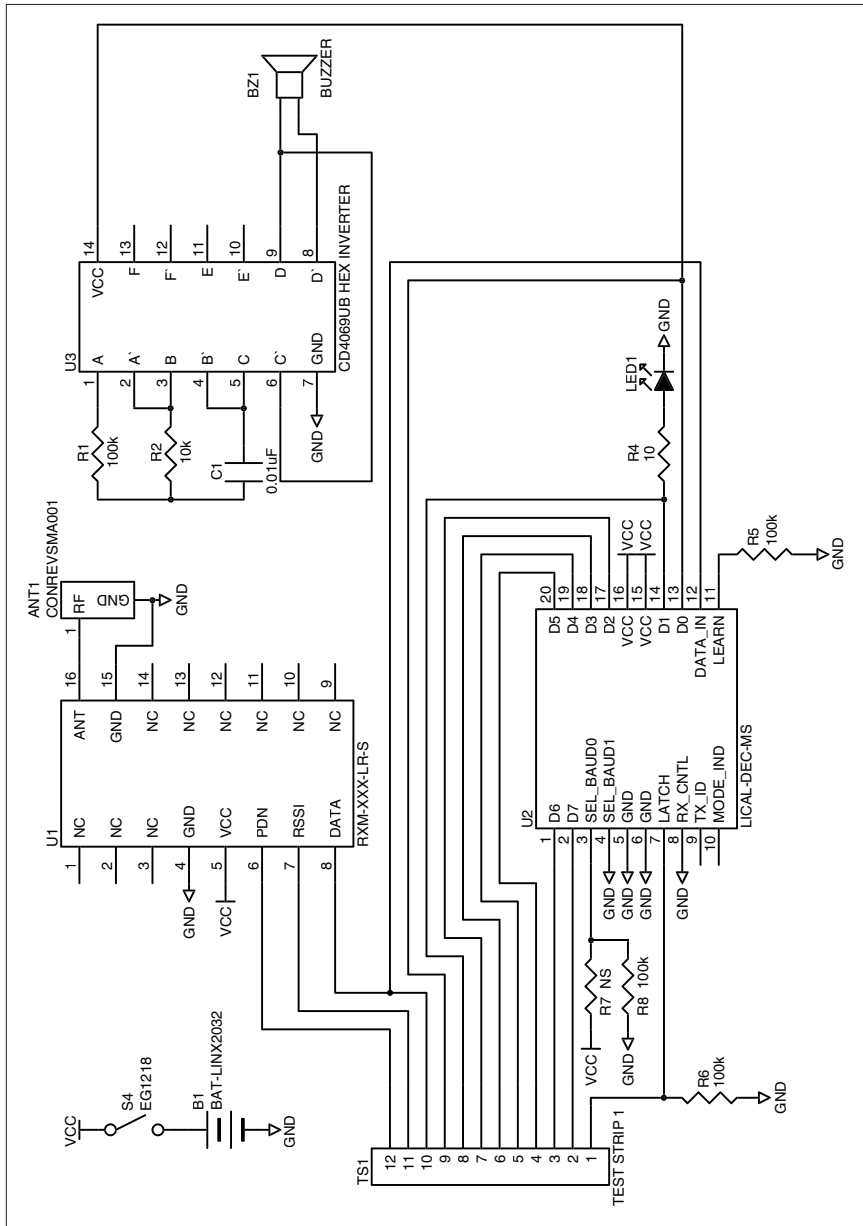 VCC
S4
EG1218
B1
BAT-LINX2032
GND
TS1
12
11
10
9
8
7
6
5
4
3
2
1
TEST STRIP 1
U1
NC
NC
NC
GND
VCC
PDN
RSSI
DATA
1
2
3
4
5
6
7
8
GND
VCC
RXM-XXX-LR-S
ANT
GND
NC
NC
NC
NC
NC
NC
16
15
14
13
12
11
10
9
ANT1
CONREVSMA001
RF
GND
1
GND
U3
A
A`
B
B`
C
C`
GND
1
2
3
4
5
6
7
R1
100k
R2
10k
C1
0.01uF
GND
VCC
F
F`
E
E`
D
D`
14
13
12
11
10
9
8
CD4069UB HEX INVERTER
BZ1
BUZZER
U2
D6
D7
SEL_BAUD0
SEL_BAUD1
GND
GND
LATCH
RX_CNTL
TX_ID
MODE_IND
1
2
3
4
5
6
7
8
9
10
GND
GND
GND
GND
R7 NS
VCC
R8 100k
GND
R6
100k
GND
LICAL-DEC-MS
D5
D4
D3
D2
VCC
VCC
D1
D0
DATA_IN
LEARN
20
19
18
17
16
15
14
13
12
11
VCC
VCC
R4
10
LED1
GND
R5
100k
GND